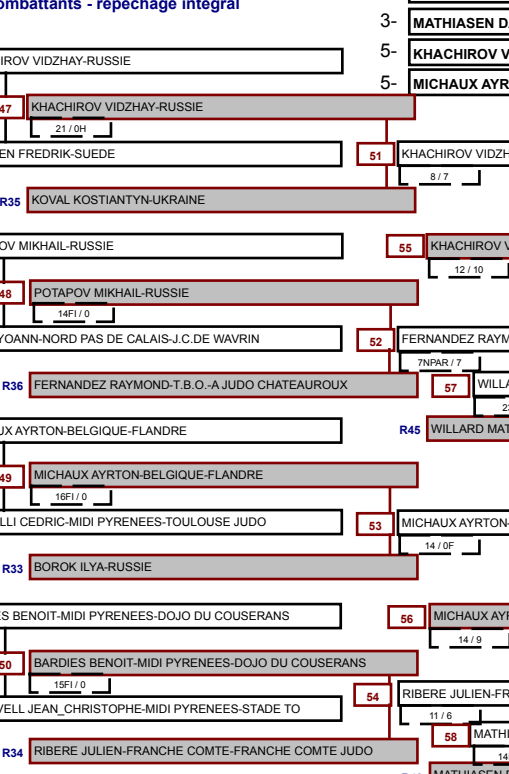 ombattants - repechage integral
3- MATHIASEN D
5- KHACHIROV V
5- MICHAUX AYR
IROV VIDZHAY-RUSSIE
47 KHACHIROV VIDZHAY-RUSSIE
21 / 0H
EN FREDRIK-SUEDE
51 KHACHIROV VIDZH
8 / 7
R35 KOVAL KOSTIANTYN-UKRAINE
OV MIKHAIL-RUSSIE
55 KHACHIROV V
12 / 10
48 POTAPOV MIKHAIL-RUSSIE
14FI / 0
YOANN-NORD PAS DE CALAIS-J.C.DE WAVRIN
52 FERNANDEZ RAYM
7NPAR / 7
R36 FERNANDEZ RAYMOND-T.B.O.-A JUDO CHATEAUROUX
57 WILLA
2
UX AYRTON-BELGIQUE-FLANDRE
R45 WILLARD MAT
49 MICHAUX AYRTON-BELGIQUE-FLANDRE
16FI / 0
LLI CEDRIC-MIDI PYRENEES-TOULOUSE JUDO
53 MICHAUX AYRTON-
14 / 0F
R33 BOROK ILYA-RUSSIE
ES BENOIT-MIDI PYRENEES-DOJO DU COUSERANS
56 MICHAUX AYR
14 / 9
50 BARDIES BENOIT-MIDI PYRENEES-DOJO DU COUSERANS
15FI / 0
54 RIBERE JULIEN-FR
VELL JEAN_CHRISTOPHE-MIDI PYRENEES-STADE TO
11 / 6
58 MATHI
14
R34 RIBERE JULIEN-FRANCHE COMTE-FRANCHE COMTE JUDO
MATHIASEN